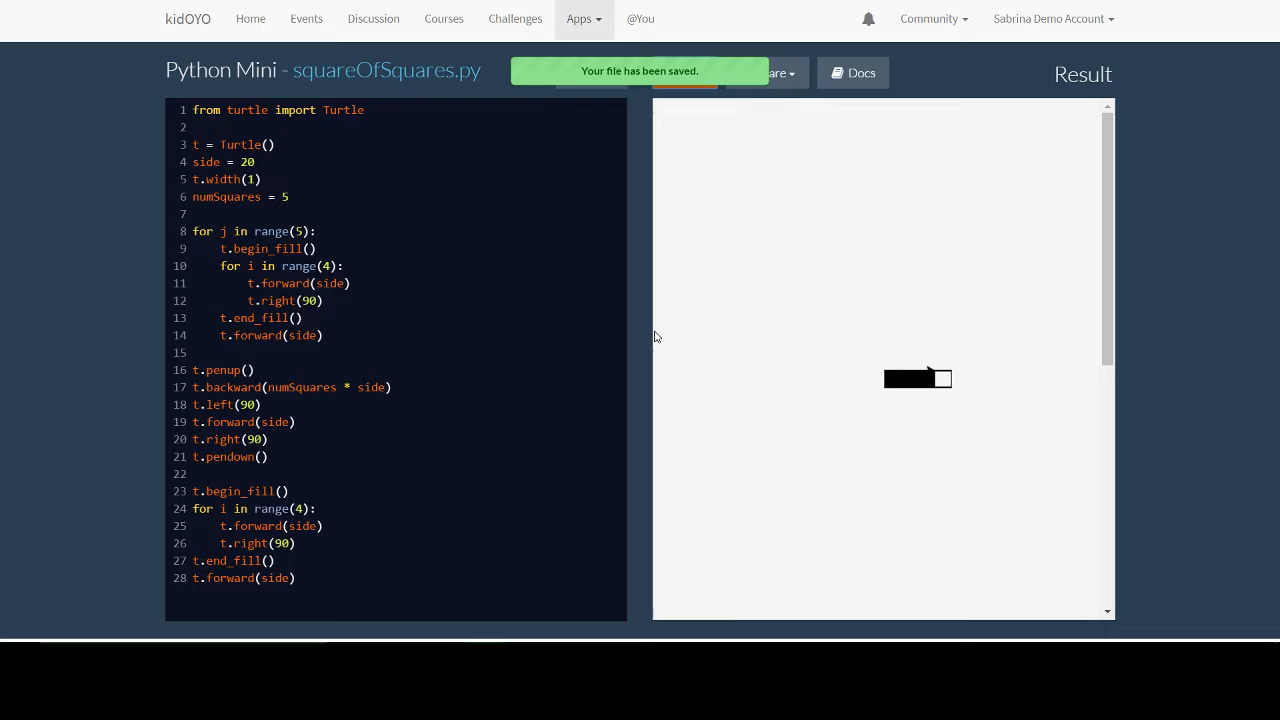 kidOYO Home Events Discussion Courses Challenges Apps @You Community Sabrina Demo Account
Python Mini - squareOfSquares.py
Your file has been saved.
Docs
Result
1 from turtle import Turtle
2
3 t = Turtle()
4 side = 20
5 t.width(1)
6 numSquares = 5
7
8 for j in range(5):
9 t.begin_fill()
10 for i in range(4):
11 t.forward(side)
12 t.right(90)
13 t.end_fill()
14 t.forward(side)
15
16 t.penup()
17 t.backward(numSquares * side)
18 t.left(90)
19 t.forward(side)
20 t.right(90)
21 t.pendown()
22
23 t.begin_fill()
24 for i in range(4):
25 t.forward(side)
26 t.right(90)
27 t.end_fill()
28 t.forward(side)